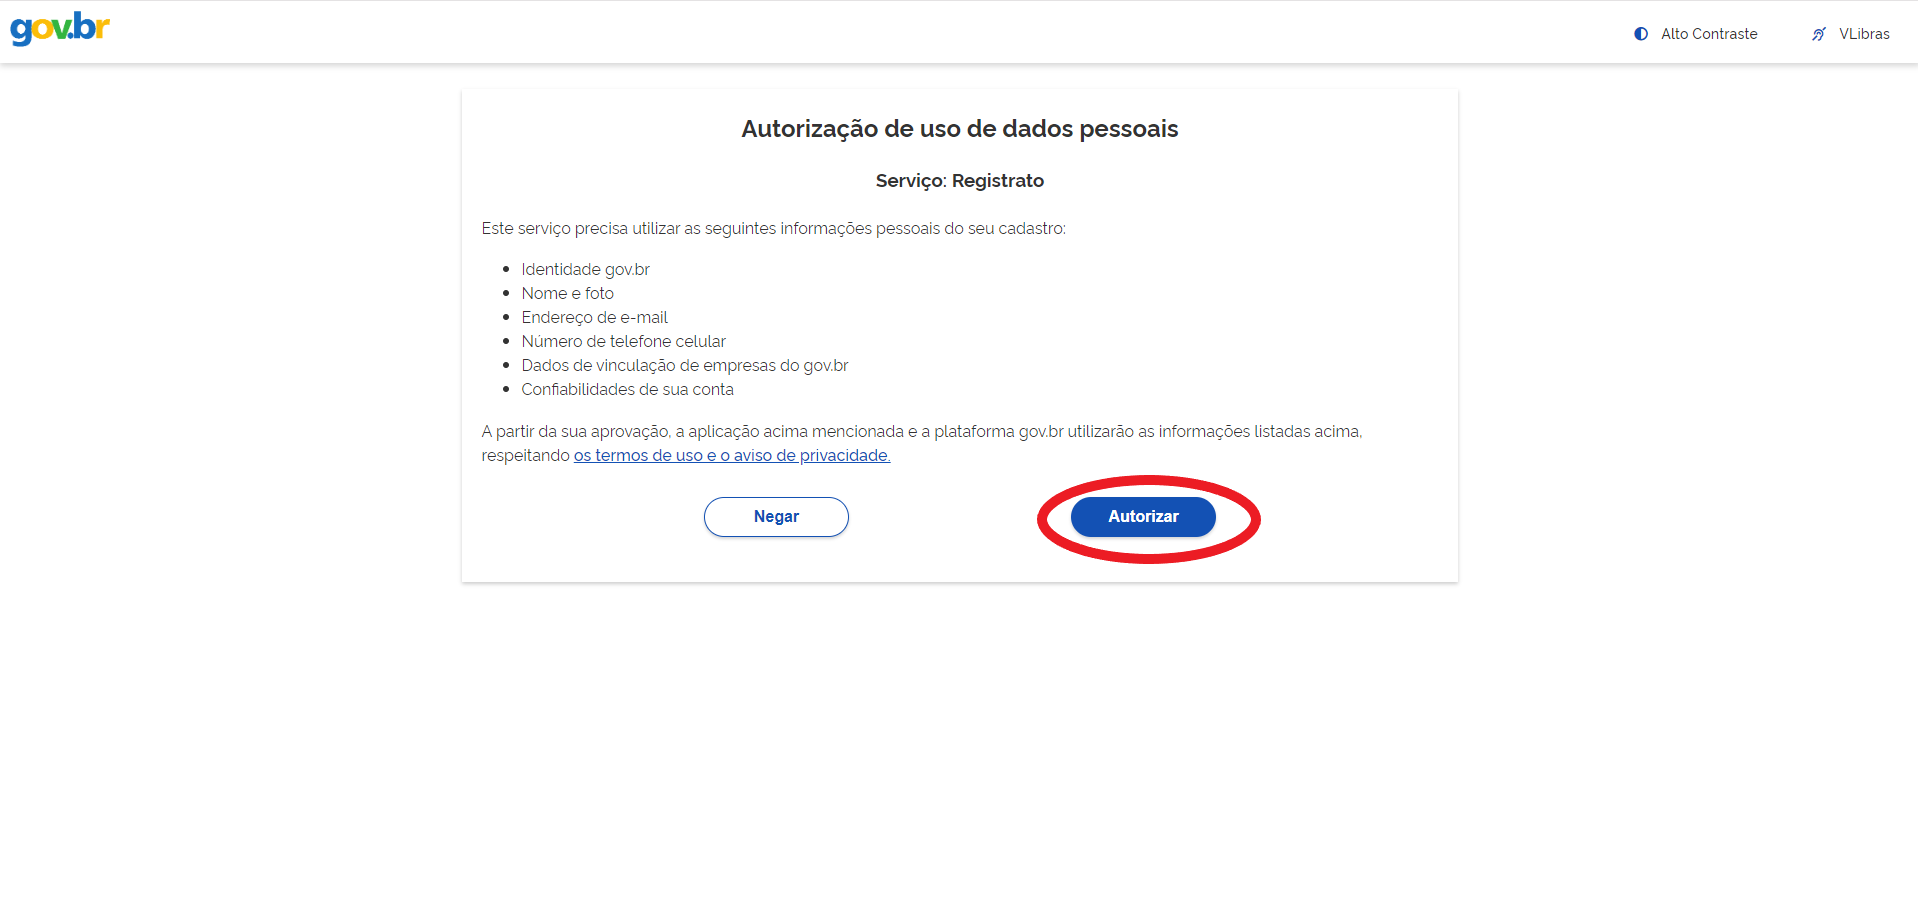 gov.br
Alto Contraste
VLibras
Autorização de uso de dados pessoais
Serviço: Registrato
Este serviço precisa utilizar as seguintes informações pessoais do seu cadastro:
Identidade gov.br
Nome e foto
Endereço de e-mail
Número de telefone celular
Dados de vinculação de empresas do gov.br
Confiabilidades de sua conta
A partir da sua aprovação, a aplicação acima mencionada e a plataforma gov.br utilizarão as informações listadas acima,
respeitando os termos de uso e o aviso de privacidade.
Negar
Autorizar